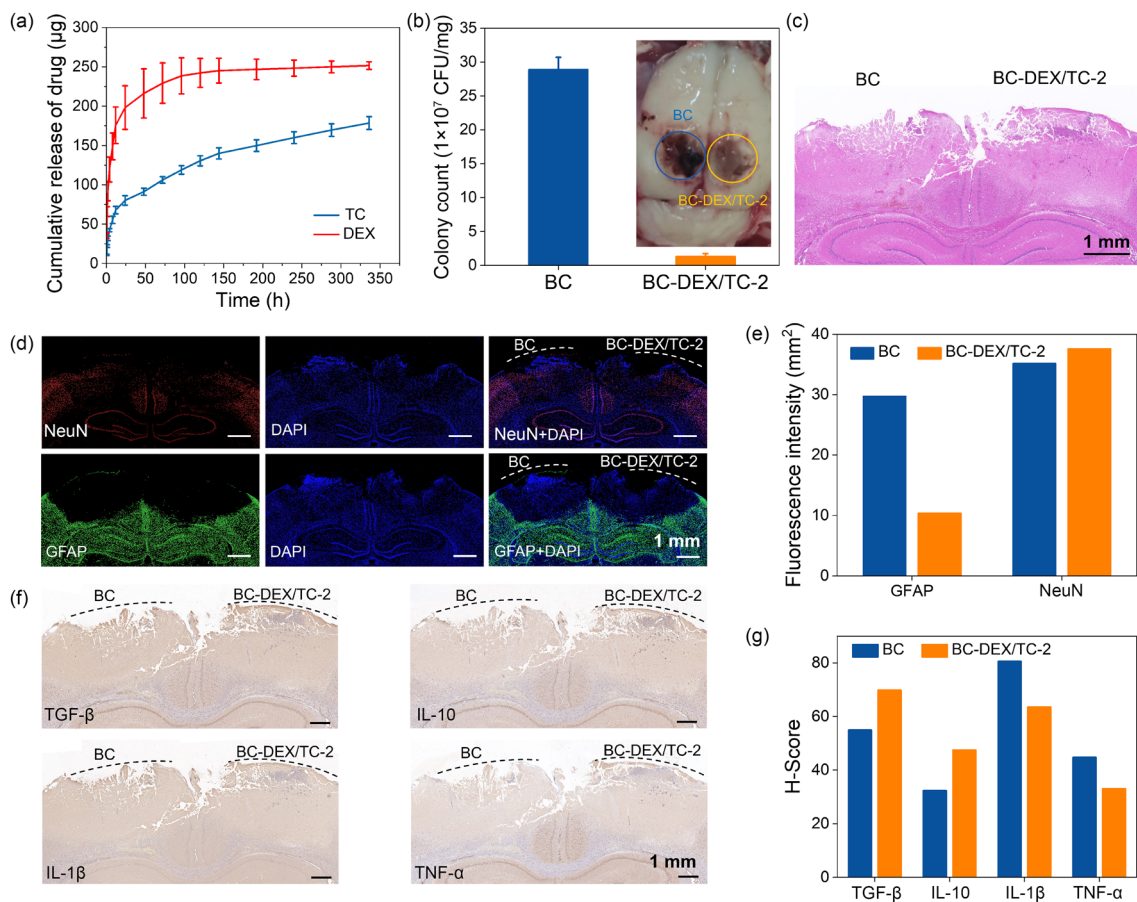 (a)
Cumulative release of drug (μg)
300
250
200
150
100
50
0
TC
DEX
0 50 100 150 200 250 300 350
Time (h)
(b)
Colony count (1×10⁷ CFU/mg)
35
30
25
20
15
10
5
0
BC
BC-DEX/TC-2
BC BC-DEX/TC-2
(c)
BC BC-DEX/TC-2
1 mm
(d)
NeuN
DAPI
BC BC-DEX/TC-2
NeuN+DAPI
GFAP
DAPI
BC BC-DEX/TC-2
1 mm
GFAP+DAPI
(e)
Fluorescence intensity (mm²)
40
30
20
10
0
BC BC-DEX/TC-2
GFAP NeuN
(f)
BC BC-DEX/TC-2
TGF-β
BC BC-DEX/TC-2
IL-10
BC BC-DEX/TC-2
IL-1β
BC BC-DEX/TC-2
1 mm
TNF-α
(g)
H-Score
80
60
40
20
0
BC BC-DEX/TC-2
TGF-β IL-10 IL-1β TNF-α